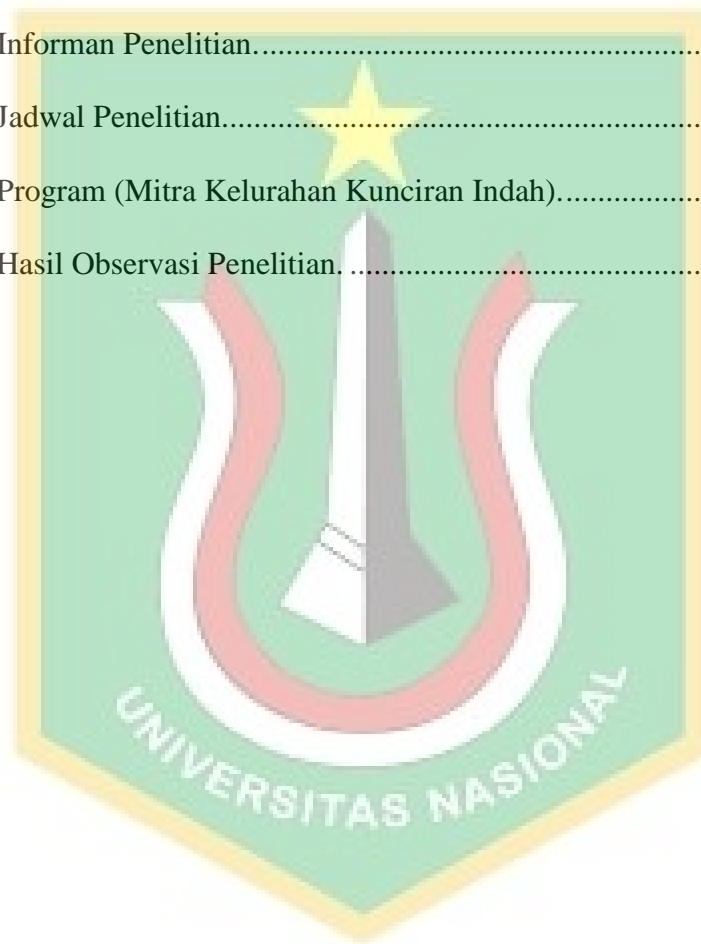 Informan Penelitian.......................................................
Jadwal Penelitian...........................................................
Program (Mitra Kelurahan Kunciran Indah)..................
Hasil Observasi Penelitian. ...........................................
UNIVERSITAS NASIONAL